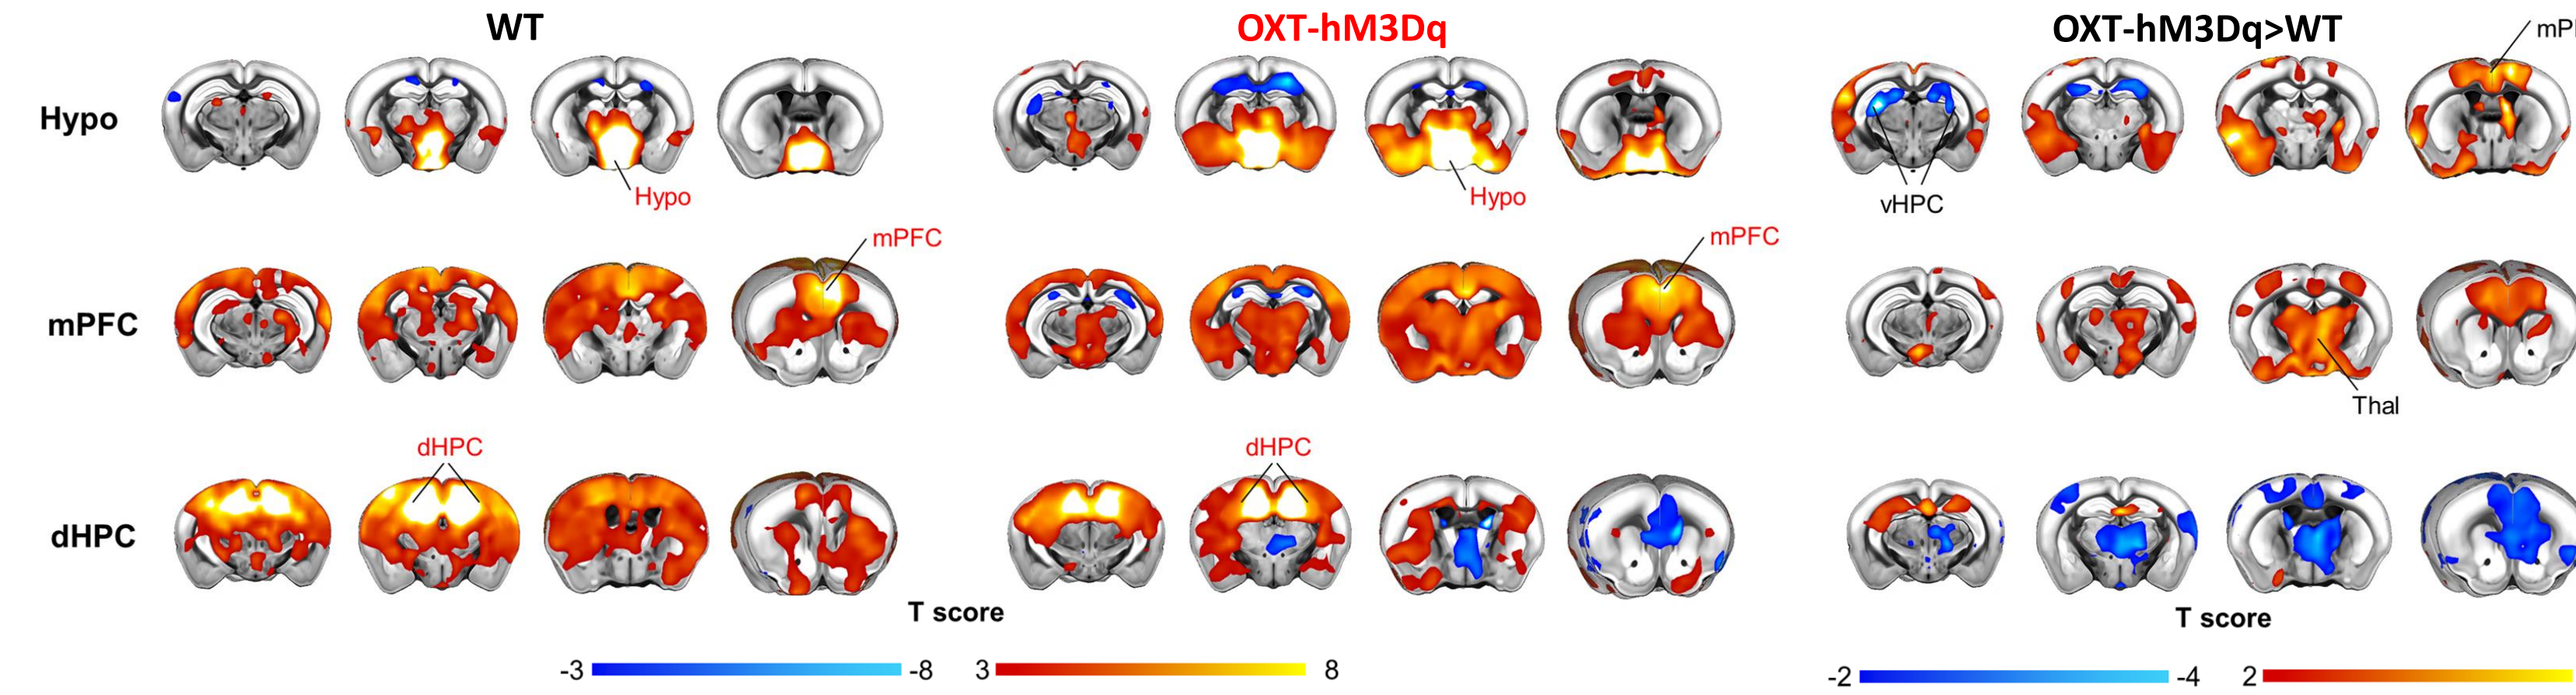 WT
OXT-hM3Dq
OXT-hM3Dq>WT
Hypo
Hypo
Hypo
vHPC
mPFC
mPFC
mPFC
Thal
dHPC
dHPC
dHPC
T score
T score
-3
-8
3
8
-2
-4
2